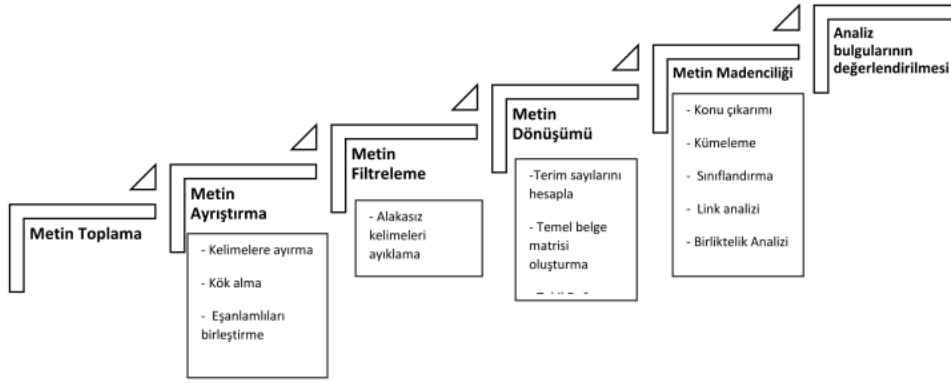 Metin Toplama
Metin
Ayrıştırma
- Kelimelere ayırma
- Kök alma
- Eşanlamlıları
birleştirme
Metin
Filtreleme
- Alakasız
kelimeleri
ayıklama
Metin
Dönüşümü
-Terim sayılarını
hesapla
- Temel belge
matrisi
oluşturma
Metin Madenciliği
- Konu çıkarımı
- Kümeleme
- Sınıflandırma
- Link analizi
- Birliktelik Analizi
Analiz
bulgularının
değerlendirilmesi